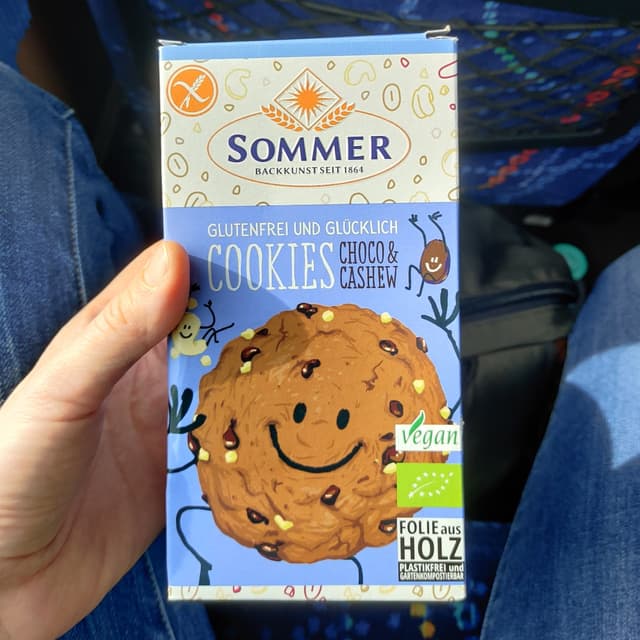 SOMMER
BACKKUNST SEIT 1864
GLUTENFREI UND GLÜCKLICH
COOKIES CHOCO &
CASHEW
Vegan
FOLIE aus
HOLZ
PLASTIKFREI und
GARTENKOMPOSTIERBAR